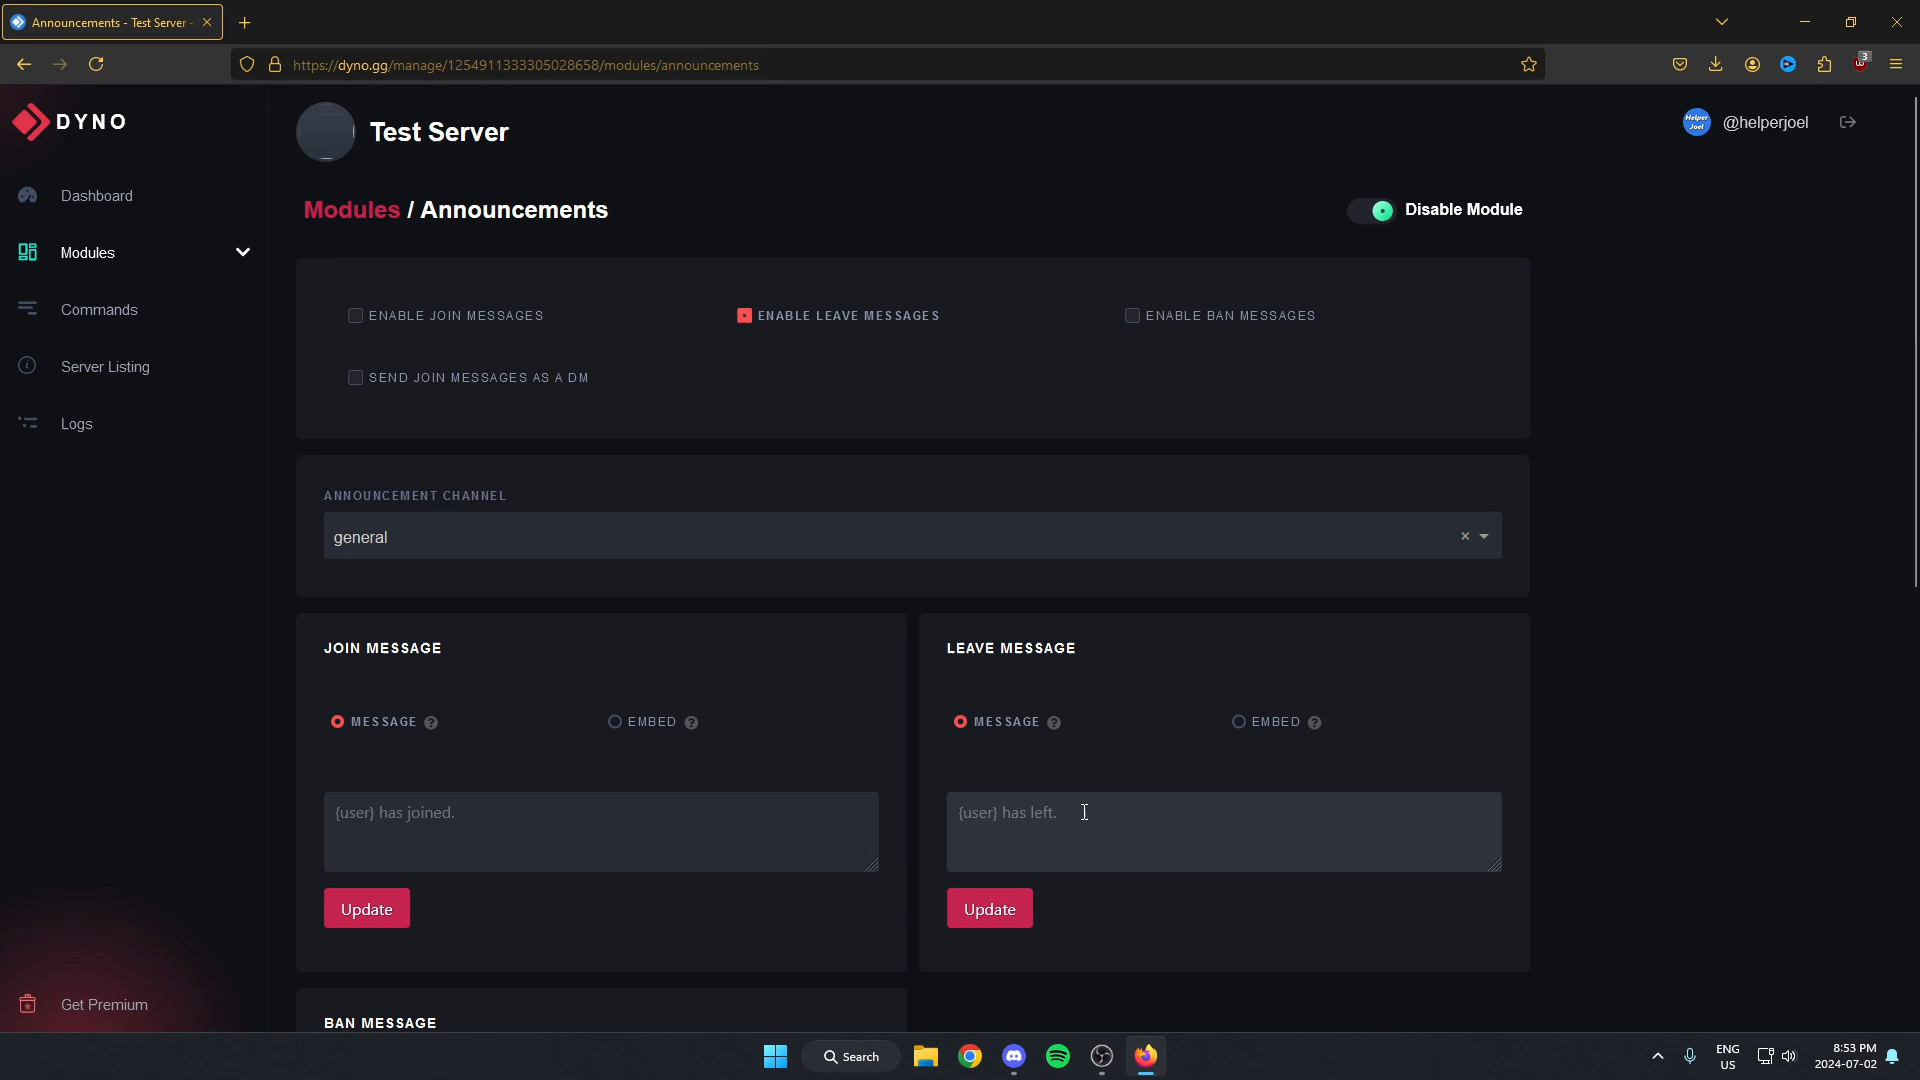 Announcements - Test Server -
https://dyno.gg/manage/1254911333305028658/modules/announcements
3
DYNO
Test Server
Helper Joel
@helperjoel
Dashboard
Modules / Announcements
Disable Module
Modules
Commands
Server Listing
Logs
ENABLE JOIN MESSAGES
ENABLE LEAVE MESSAGES
ENABLE BAN MESSAGES
SEND JOIN MESSAGES AS A DM
ANNOUNCEMENT CHANNEL
general
JOIN MESSAGE
MESSAGE ?
EMBED ?
{user} has joined.
Update
LEAVE MESSAGE
MESSAGE ?
EMBED ?
{user} has left.
Update
BAN MESSAGE
Get Premium
Search
ENG
US
8:53 PM
2024-07-02